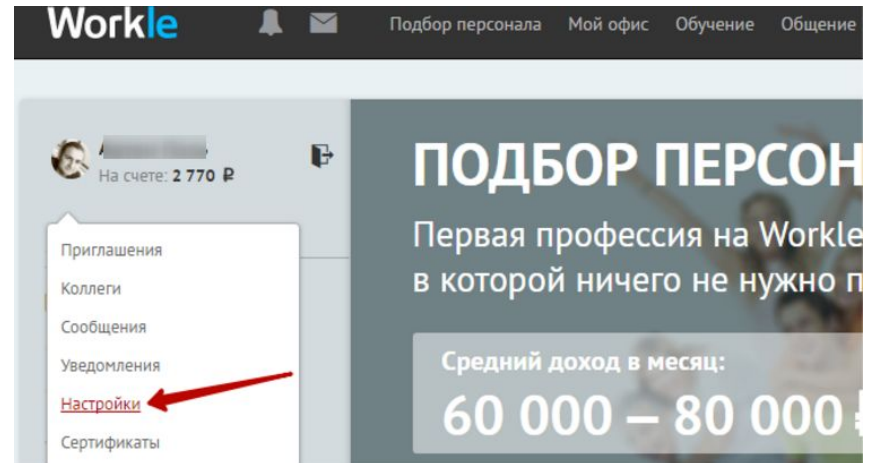 Workle
Подбор персонала Мой офис Обучение Общение
На счете: 2 770 ₽
ПОДБОР ПЕРСОН
Первая профессия на Workle
в которой ничего не нужно п
Средний доход в месяц:
60 000 – 80 000
Приглашения
Коллеги
Сообщения
Уведомления
Настройки
Сертификаты